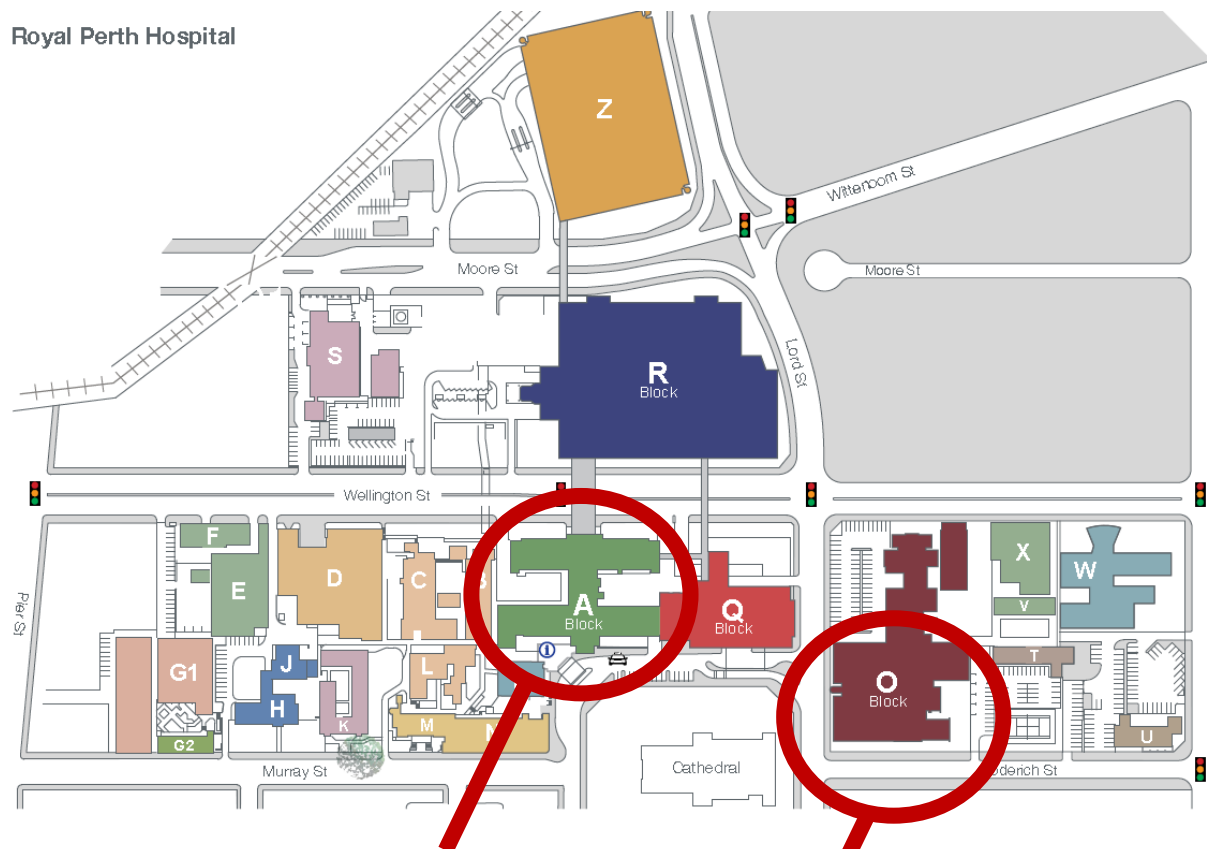 Royal Perth Hospital
Z
Wittenoom St
Moore St
Moore St
S
R
Block
Lord St
Wellington St
F
E
D
C
B
A
Block
Q
Block
X
W
V
Pier St
G1
J
L
H
K
G2
M
N
O
Block
T
U
Murray St
Cathedral
oderich St